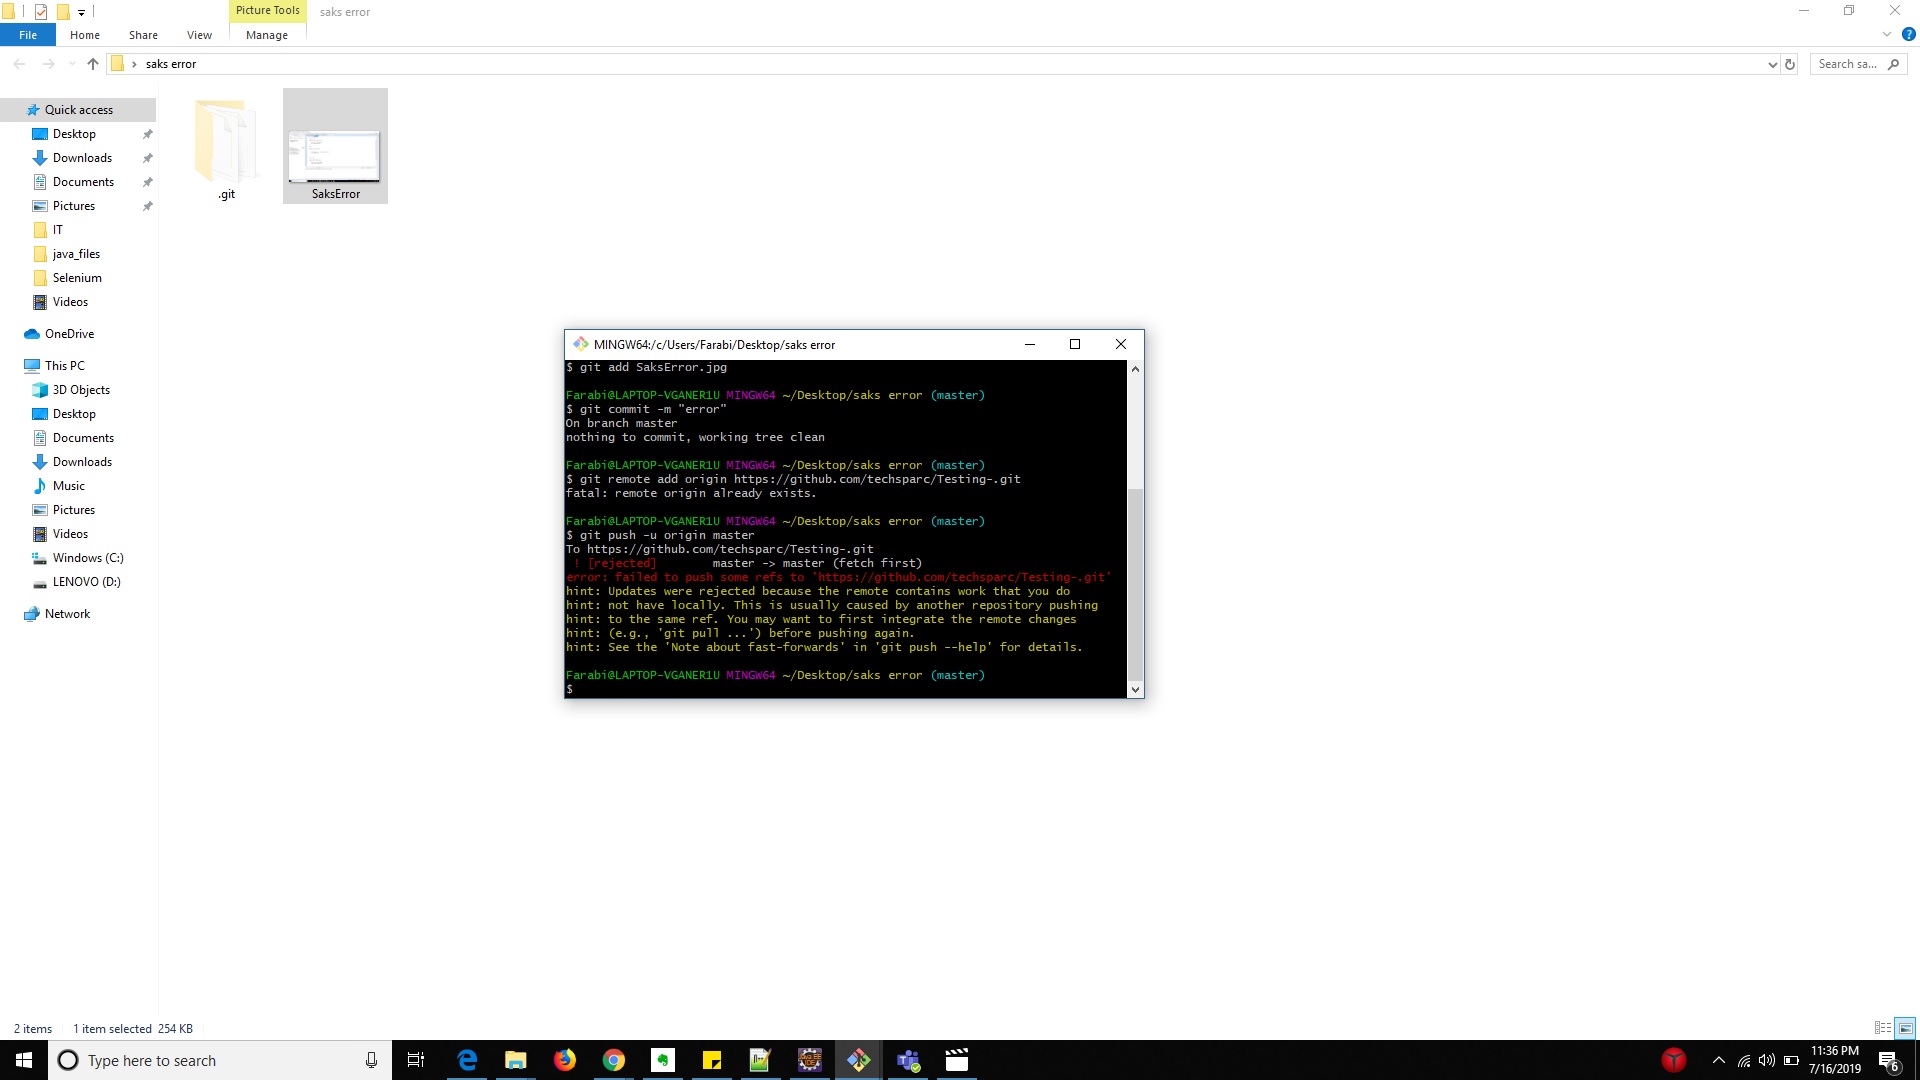 Picture Tools
saks error
File
Home
Share
View
Manage
saks error
Search sa...
Quick access
Desktop
Downloads
Documents
Pictures
IT
java_files
Selenium
Videos
OneDrive
This PC
3D Objects
Desktop
Documents
Downloads
Music
Pictures
Videos
Windows (C:)
LENOVO (D:)
Network
.git
SaksError
MINGW64:/c/Users/Farabi/Desktop/saks error
$ git add SaksError.jpg
Farabi@LAPTOP-VGANER1U MINGW64 ~/Desktop/saks error (master)
$ git commit -m "error"
On branch master
nothing to commit, working tree clean
Farabi@LAPTOP-VGANER1U MINGW64 ~/Desktop/saks error (master)
$ git remote add origin https://github.com/techsparc/Testing-.git
fatal: remote origin already exists.
Farabi@LAPTOP-VGANER1U MINGW64 ~/Desktop/saks error (master)
$ git push -u origin master
To https://github.com/techsparc/Testing-.git
! [rejected] master -> master (fetch first)
error: failed to push some refs to 'https://github.com/techsparc/Testing-.git'
hint: Updates were rejected because the remote contains work that you do
hint: not have locally. This is usually caused by another repository pushing
hint: to the same ref. You may want to first integrate the remote changes
hint: (e.g., 'git pull ...') before pushing again.
hint: See the 'Note about fast-forwards' in 'git push --help' for details.
Farabi@LAPTOP-VGANER1U MINGW64 ~/Desktop/saks error (master)
$
2 items
1 item selected 254 KB
Type here to search
11:36 PM
7/16/2019
6